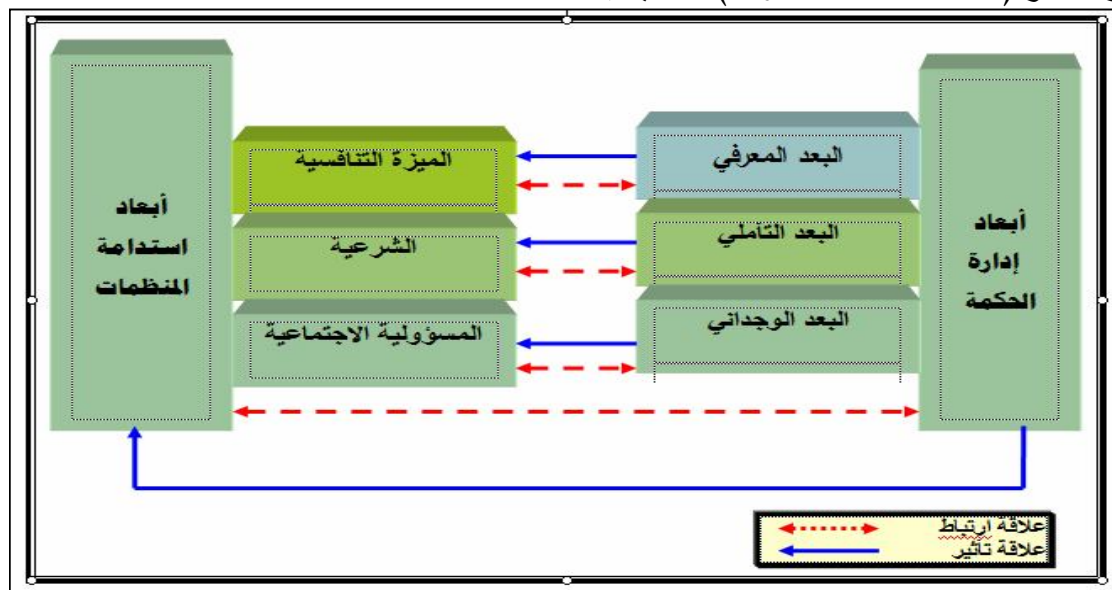 أبعاد
إدارة
الحكمة
البعد المعرفي
البعد التأملي
البعد الوجداني
الميزة التنافسية
الشرعية
المسؤولية الاجتماعية
أبعاد
استدامة
المنظمات
علاقة ارتباط
علاقة تاثير